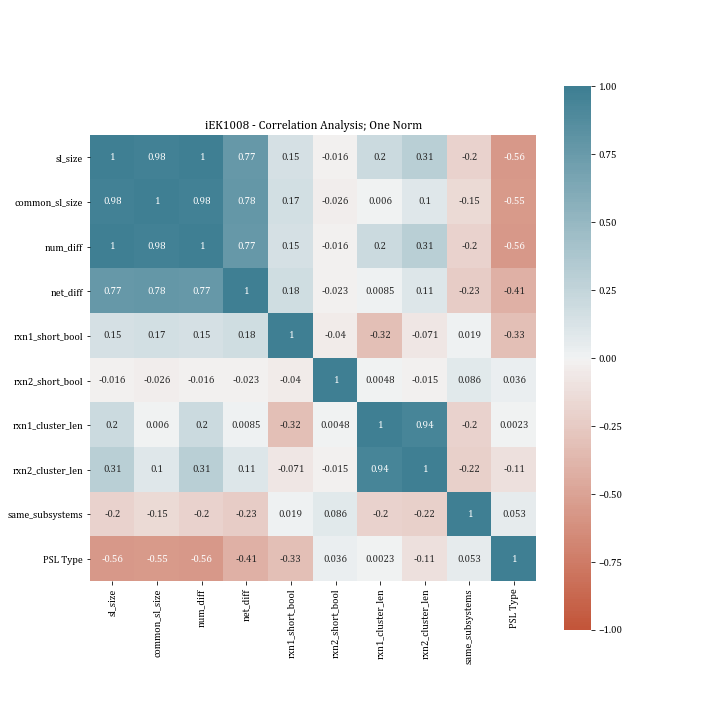 iEK1008 - Correlation Analysis; One Norm
sl_size 1 0.98 1 0.77 0.15 -0.016 0.2 0.31 -0.2 -0.56
common_sl_size 0.98 1 0.98 0.78 0.17 -0.026 0.006 0.1 -0.15 -0.55
num_diff 1 0.98 1 0.77 0.15 -0.016 0.2 0.31 -0.2 -0.56
net_diff 0.77 0.78 0.77 1 0.18 -0.023 0.0085 0.11 -0.23 -0.41
rxn1_short_bool 0.15 0.17 0.15 0.18 1 -0.04 -0.32 -0.071 0.019 -0.33
rxn2_short_bool -0.016 -0.026 -0.016 -0.023 -0.04 1 0.0048 -0.015 0.086 0.036
rxn1_cluster_len 0.2 0.006 0.2 0.0085 -0.32 0.0048 1 0.94 -0.2 0.0023
rxn2_cluster_len 0.31 0.1 0.31 0.11 -0.071 -0.015 0.94 1 -0.22 -0.11
same_subsystems -0.2 -0.15 -0.2 -0.23 0.019 0.086 -0.2 -0.22 1 0.053
PSL Type -0.56 -0.55 -0.56 -0.41 -0.33 0.036 0.0023 -0.11 0.053 1
sl_size
common_sl_size
num_diff
net_diff
rxn1_short_bool
rxn2_short_bool
rxn1_cluster_len
rxn2_cluster_len
same_subsystems
PSL Type
1.00
0.75
0.50
0.25
0.00
−0.25
−0.50
−0.75
−1.00